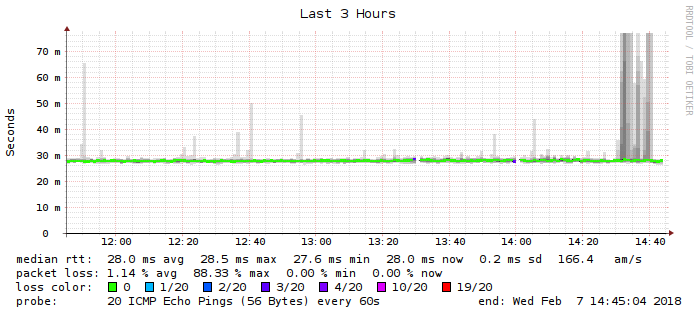 Last 3 Hours
RRDTOOL / TOBI OETIKER
Seconds
70 m
60 m
50 m
40 m
30 m
20 m
10 m
0
12:00 12:20 12:40 13:00 13:20 13:40 14:00 14:20 14:40
median rtt: 28.0 ms avg 28.5 ms max 27.6 ms min 28.0 ms now 0.2 ms sd 166.4 am/s
packet loss: 1.14 % avg 88.33 % max 0.00 % min 0.00 % now
loss color: 0 1/20 2/20 3/20 4/20 10/20 19/20
probe: 20 ICMP Echo Pings (56 Bytes) every 60s end: Wed Feb 7 14:45:04 2018